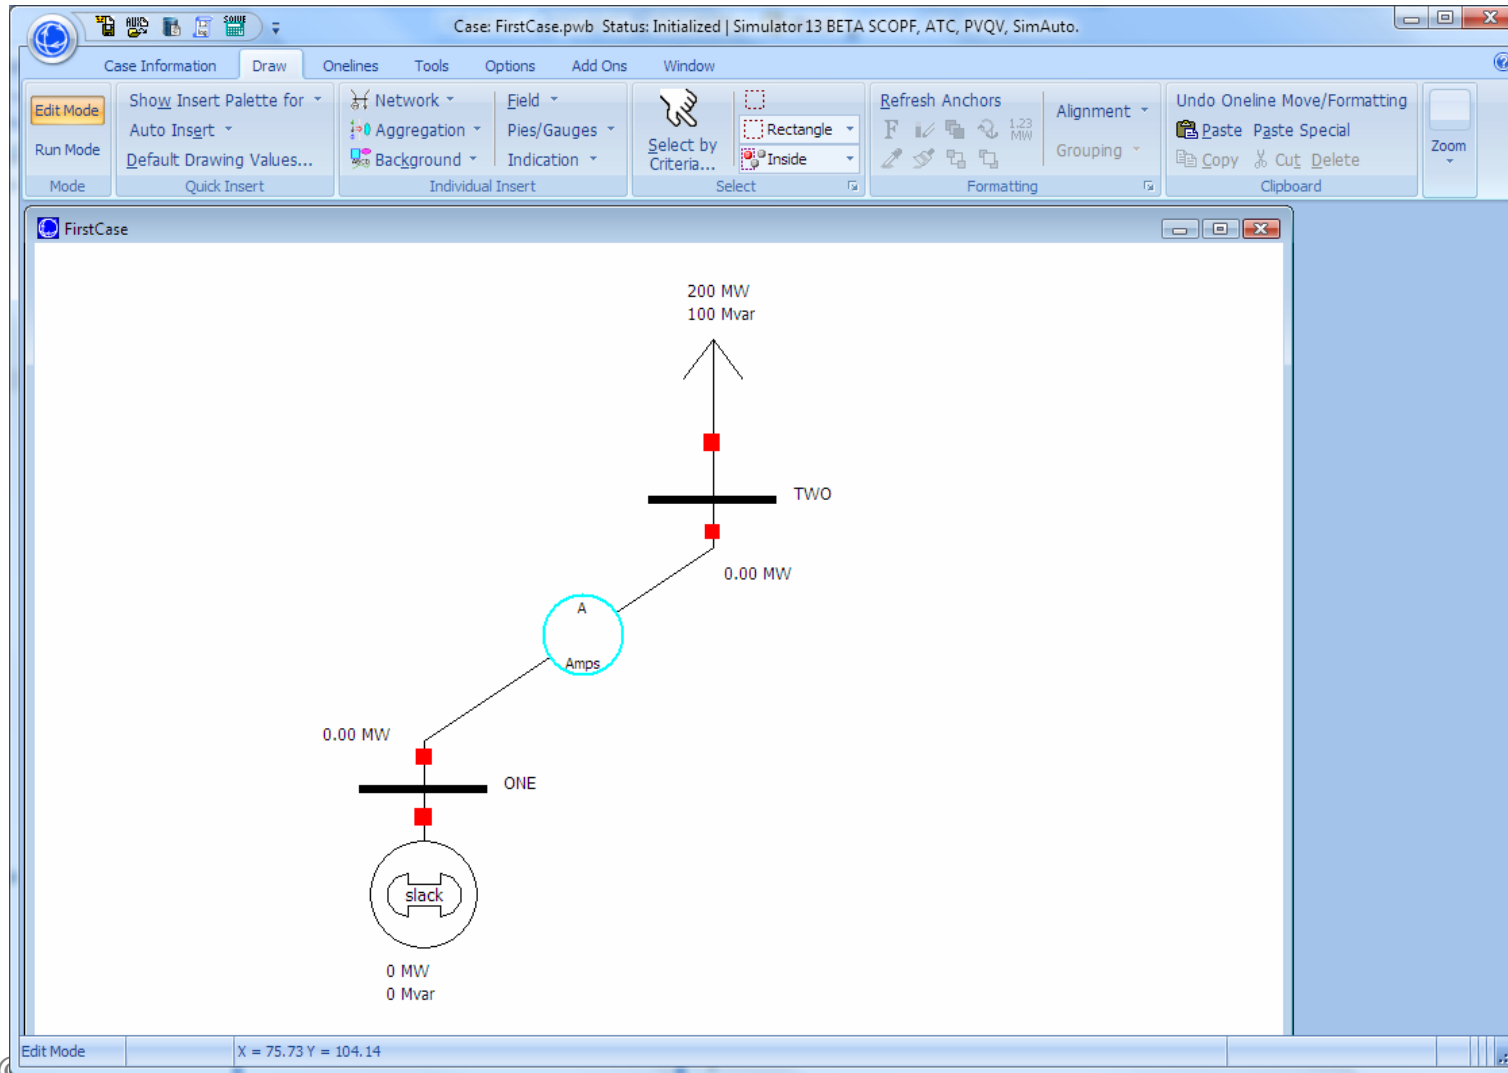 Case: FirstCase.pwb Status: Initialized | Simulator 13 BETA SCOPF, ATC, PVQV, SimAuto.
Case Information Draw Onelines Tools Options Add Ons Window
Edit Mode
Run Mode
Mode
Show Insert Palette for
Auto Insert
Default Drawing Values...
Quick Insert
Network
Aggregation
Background
Field
Pies/Gauges
Indication
Individual Insert
Select by
Criteria...
Rectangle
Inside
Select
Refresh Anchors
F
1.23
MW
Formatting
Alignment
Grouping
Undo Oneline Move/Formatting
Paste Paste Special
Copy Cut Delete
Clipboard
Zoom
FirstCase
200 MW
100 Mvar
TWO
0.00 MW
A
Amps
0.00 MW
ONE
slack
0 MW
0 Mvar
Edit Mode
X = 75.73 Y = 104.14